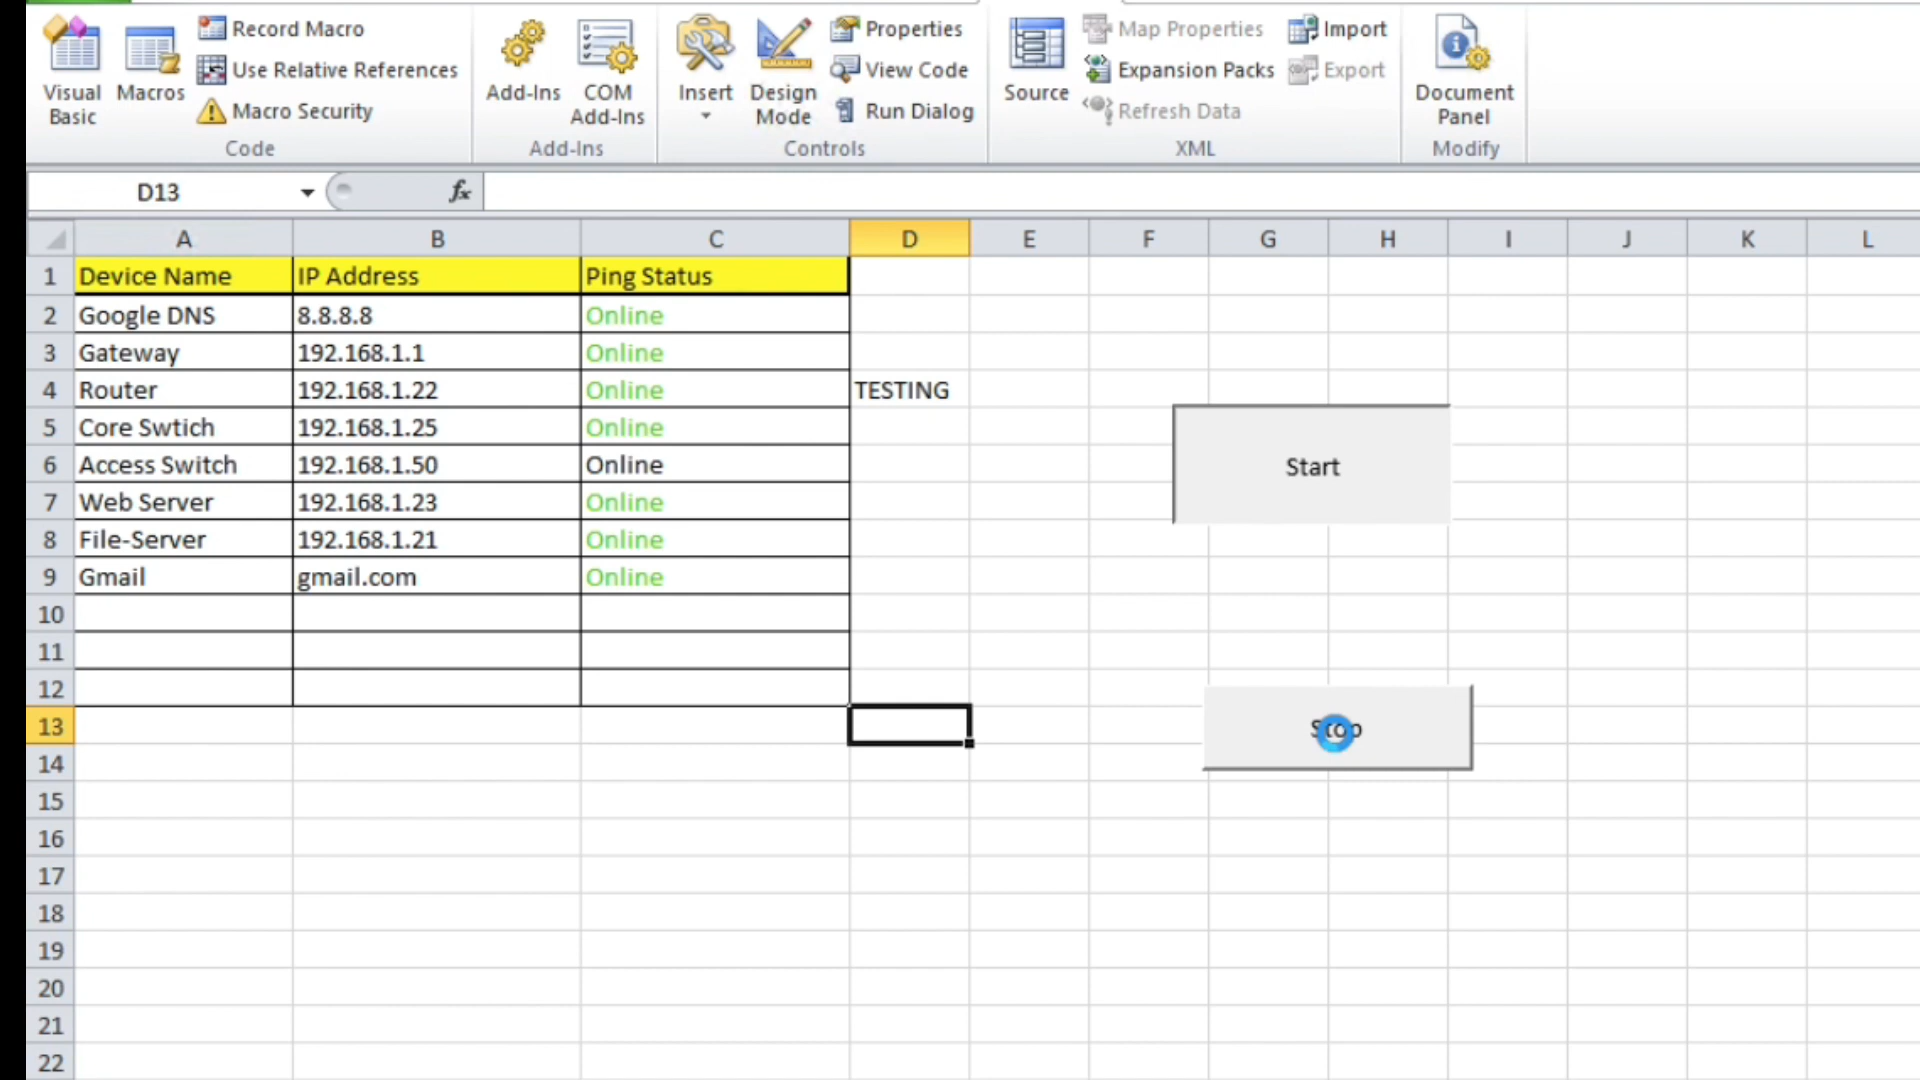 Visual Basic
Macros
Record Macro
Use Relative References
Macro Security
Code
Add-Ins
COM Add-Ins
Add-Ins
Insert
Design Mode
Properties
View Code
Run Dialog
Controls
Source
Map Properties
Expansion Packs
Refresh Data
Import
Export
XML
Document Panel
Modify
D13
fx
A B C D E F G H I J K L
1 Device Name IP Address Ping Status
2 Google DNS 8.8.8.8 Online
3 Gateway 192.168.1.1 Online
4 Router 192.168.1.22 Online TESTING
5 Core Swtich 192.168.1.25 Online
6 Access Switch 192.168.1.50 Online
7 Web Server 192.168.1.23 Online
8 File-Server 192.168.1.21 Online
9 Gmail gmail.com Online
Start
10
11
12
13
Stop
14
15
16
17
18
19
20
21
22